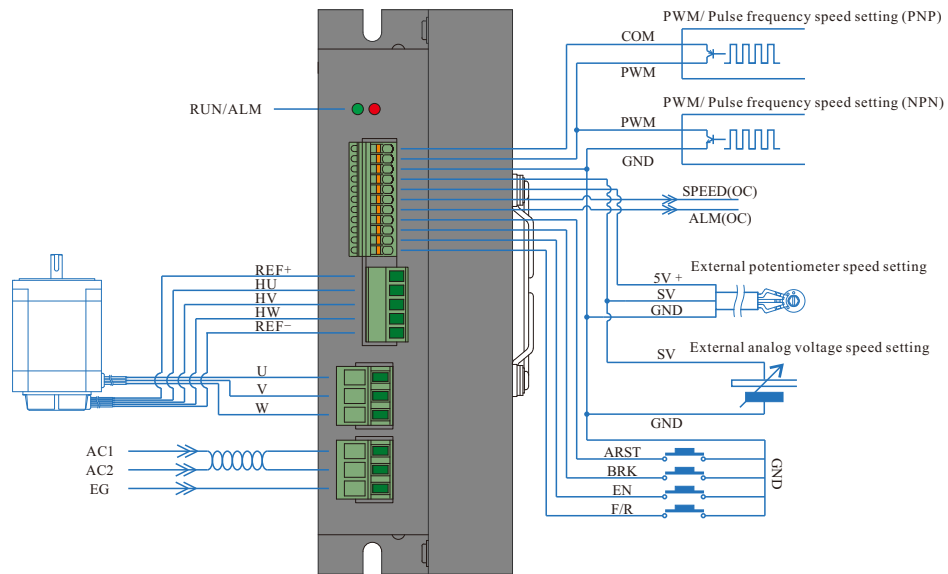 PWM/ Pulse frequency speed setting (PNP)
COM
PWM
RUN/ALM
PWM/ Pulse frequency speed setting (NPN)
PWM
GND
SPEED(OC)
ALM(OC)
REF+
HU
HV
HW
REF−
External potentiometer speed setting
5V +
SV
GND
External analog voltage speed setting
SV
GND
U
V
W
AC1
AC2
EG
ARST
BRK
EN
F/R
GND